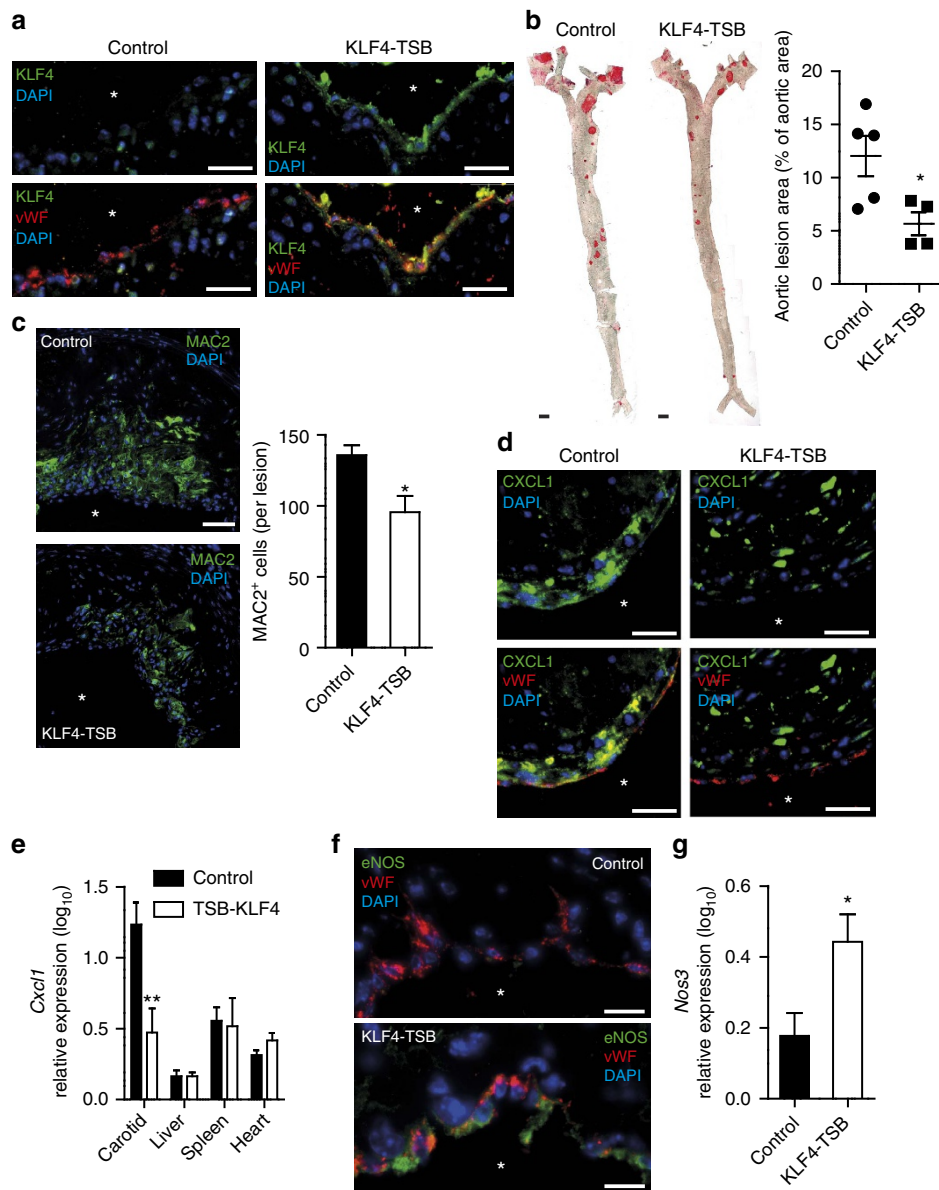 a
Control
KLF4-TSB
KLF4
DAPI
*
KLF4
DAPI
*
KLF4
vWF
DAPI
*
KLF4
vWF
DAPI
*
b
Control
KLF4-TSB
Aortic lesion area (% of aortic area)
20
15
10
5
0
*
Control
KLF4-TSB
c
Control
MAC2
DAPI
*
MAC2
DAPI
*
KLF4-TSB
MAC2⁺ cells (per lesion)
150
100
50
0
*
Control
KLF4-TSB
d
Control
KLF4-TSB
CXCL1
DAPI
*
CXCL1
DAPI
*
CXCL1
vWF
DAPI
*
CXCL1
vWF
DAPI
*
e
Cxcl1
relative expression (log₁₀)
1.5
1.0
0.5
0.0
Control
TSB-KLF4
**
Carotid
Liver
Spleen
Heart
f
eNOS
vWF
DAPI
Control
*
KLF4-TSB
eNOS
vWF
DAPI
*
g
Nos3
relative expression (log₁₀)
0.6
0.4
0.2
0.0
*
Control
KLF4-TSB